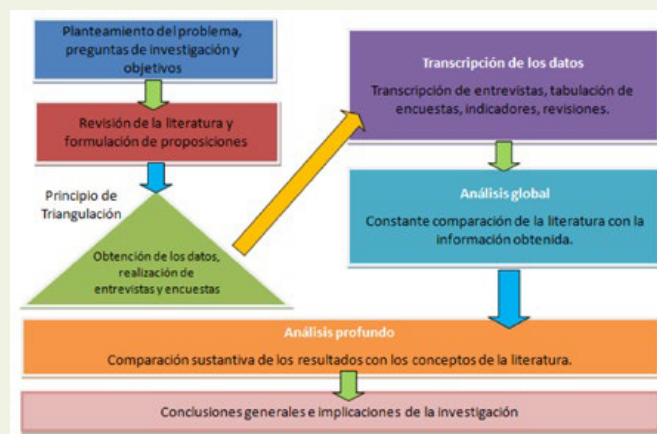 Planteamiento del problema,
preguntas de investigación y
objetivos
Revisión de la literatura y
formulación de proposiciones
Principio de
Triangulación
Obtención de los datos,
realización de
entrevistas y encuestas
Transcripción de los datos
Transcripción de entrevistas, tabulación de
encuestas, indicadores, revisiones.
Análisis global
Constante comparación de la literatura con la
información obtenida.
Análisis profundo
Comparación sustantiva de los resultados con los conceptos de la literatura.
Conclusiones generales e implicaciones de la investigación